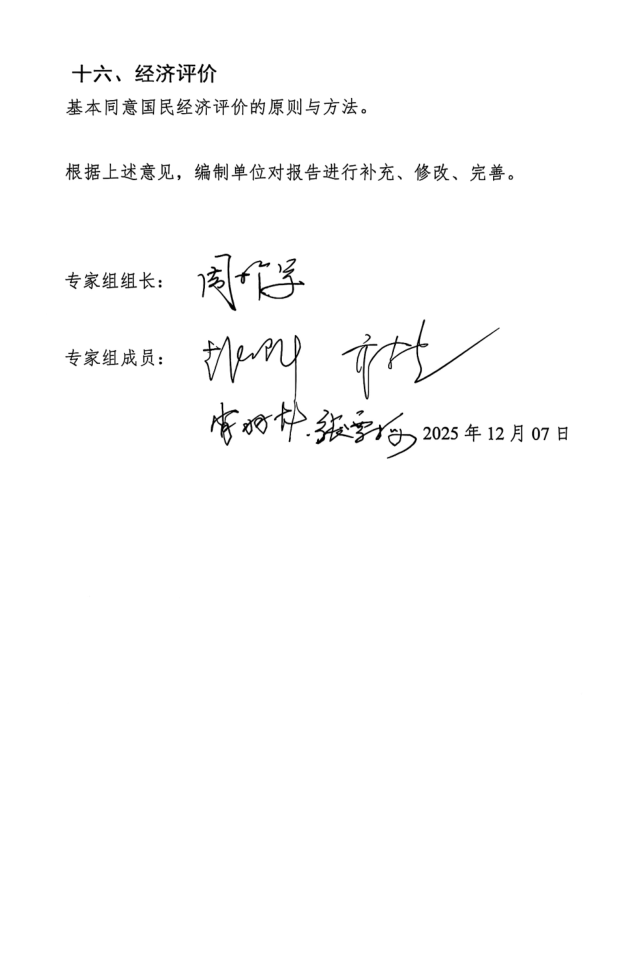 十六、经济评价
基本同意国民经济评价的原则与方法。
根据上述意见，编制单位对报告进行补充、修改、完善。
专家组组长：
专家组成员：
2025 年 12 月 07 日